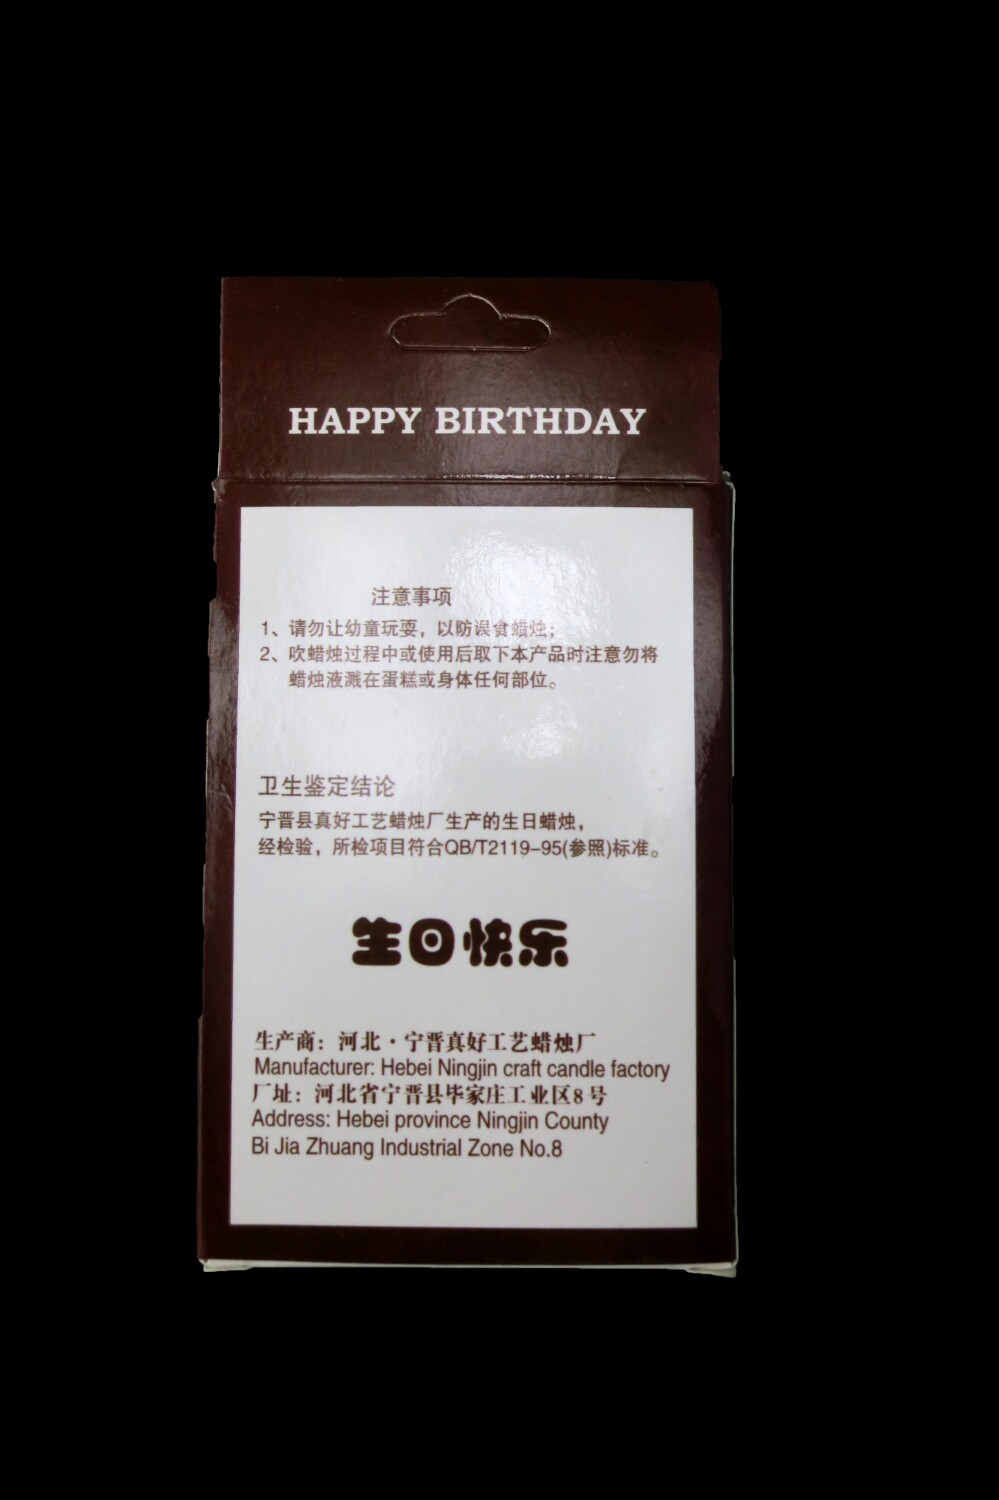 HAPPY BIRTHDAY
注意事项
1、请勿让幼童玩耍，以防误食蜡烛；
2、吹蜡烛过程中或使用后取下本产品时注意勿将
蜡烛液溅在蛋糕或身体任何部位。
卫生鉴定结论
宁晋县真好工艺蜡烛厂生产的生日蜡烛，
经检验，所检项目符合QB/T2119-95(参照)标准。
生日快乐
生产商：河北·宁晋真好工艺蜡烛厂
Manufacturer: Hebei Ningjin craft candle factory
厂址：河北省宁晋县毕家庄工业区8号
Address: Hebei province Ningjin County
Bi Jia Zhuang Industrial Zone No.8